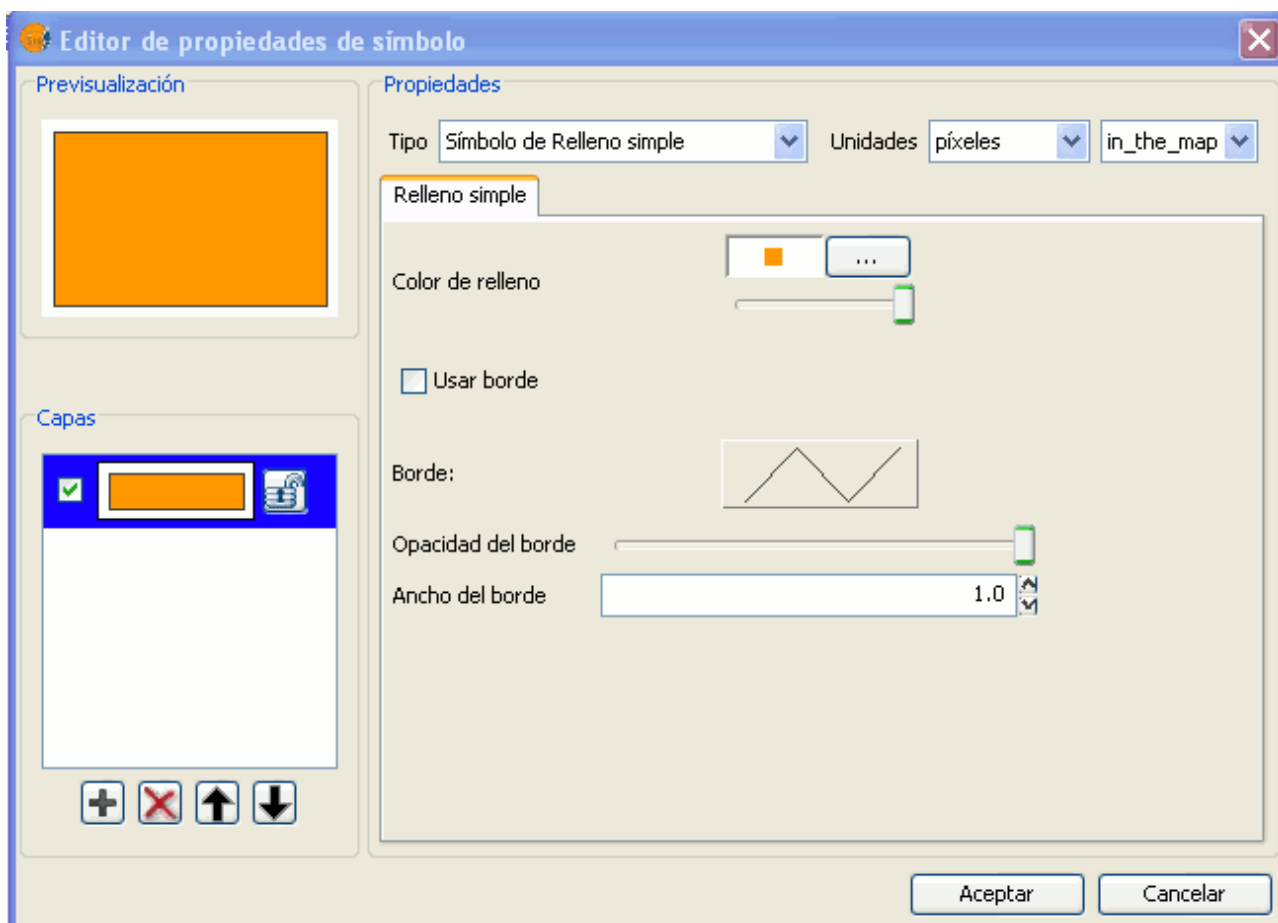 Editor de propiedades de símbolo
Previsualización
Propiedades
Tipo Símbolo de Relleno simple Unidades píxeles in_the_map
Relleno simple
Color de relleno ...
Usar borde
Capas
Borde:
Opacidad del borde
Ancho del borde 1.0
Aceptar Cancelar